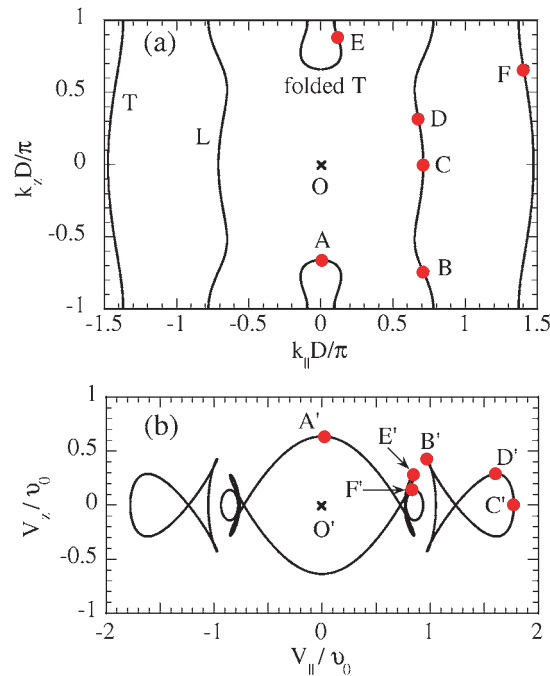 (a)
1
0.5
0
-0.5
-1
k_z D/π
T
L
folded T
E
F
D
C
O
A
B
-1.5 -1 -0.5 0 0.5 1 1.5
k_∥ D/π
(b)
1
0.5
0
-0.5
-1
V_z / υ_0
A'
E'
B'
D'
F'
C'
O'
-2 -1 0 1 2
V_∥ / υ_0